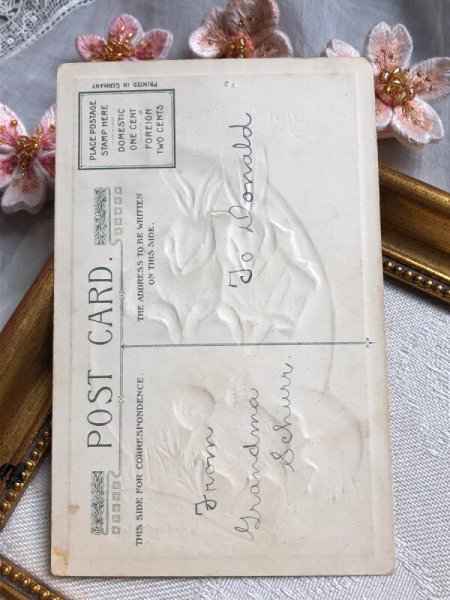 POST CARD.
PRINTED IN GERMANY
PLACE POSTAGE
STAMP HERE
DOMESTIC
ONE CENT
FOREIGN
TWO CENTS
THIS SIDE FOR CORRESPONDENCE.
THE ADDRESS TO BE WRITTEN
ON THIS SIDE.
From
Grandma
Schurr.
To Donald